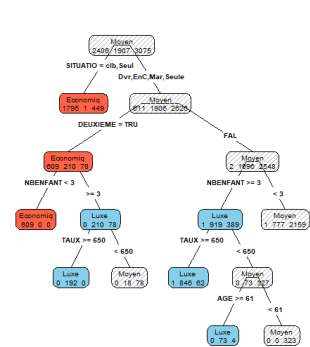 Moyen
2406 1907 3075
SITUATIO = clb,Seul
Dvr,EnC,Mar,Seule
Economiq
1795 1 449
Moyen
611 1906 2626
DEUXIEME = TRU
FAL
Economiq
609 210 78
Moyen
2 1696 2548
NBENFANT < 3
>= 3
NBENFANT >= 3
< 3
Economiq
609 0 0
Luxe
0 210 78
Luxe
1 919 389
Moyen
1 777 2159
TAUX >= 650
< 650
TAUX >= 650
< 650
Luxe
0 192 0
Moyen
0 18 78
Luxe
1 846 62
Moyen
0 73 327
AGE >= 61
< 61
Luxe
0 73 4
Moyen
0 0 323